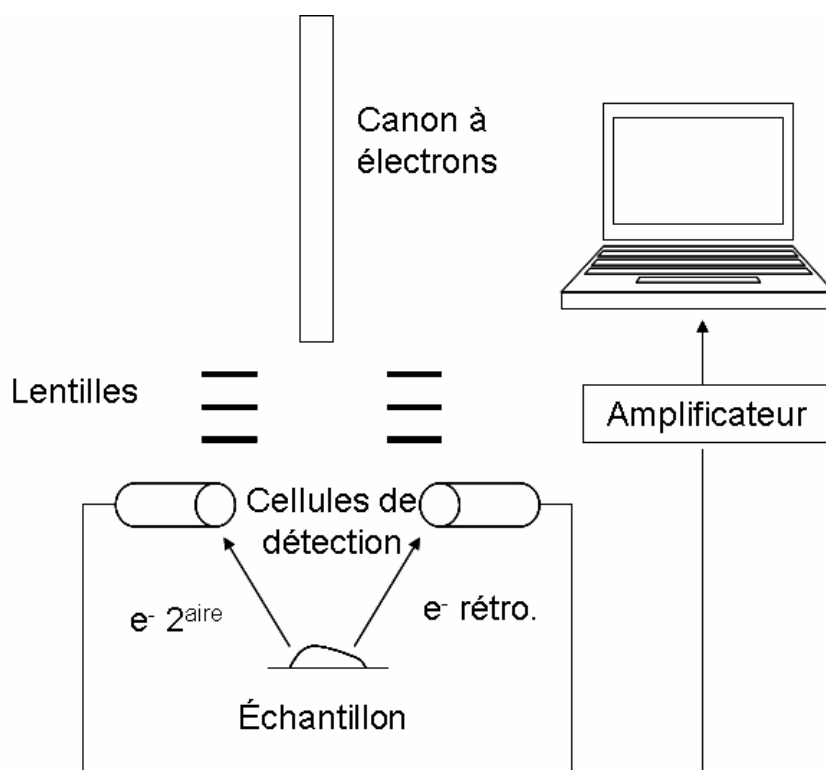 Canon à
électrons
Lentilles
Amplificateur
Cellules de
détection
e- 2aire
e- rétro.
Échantillon